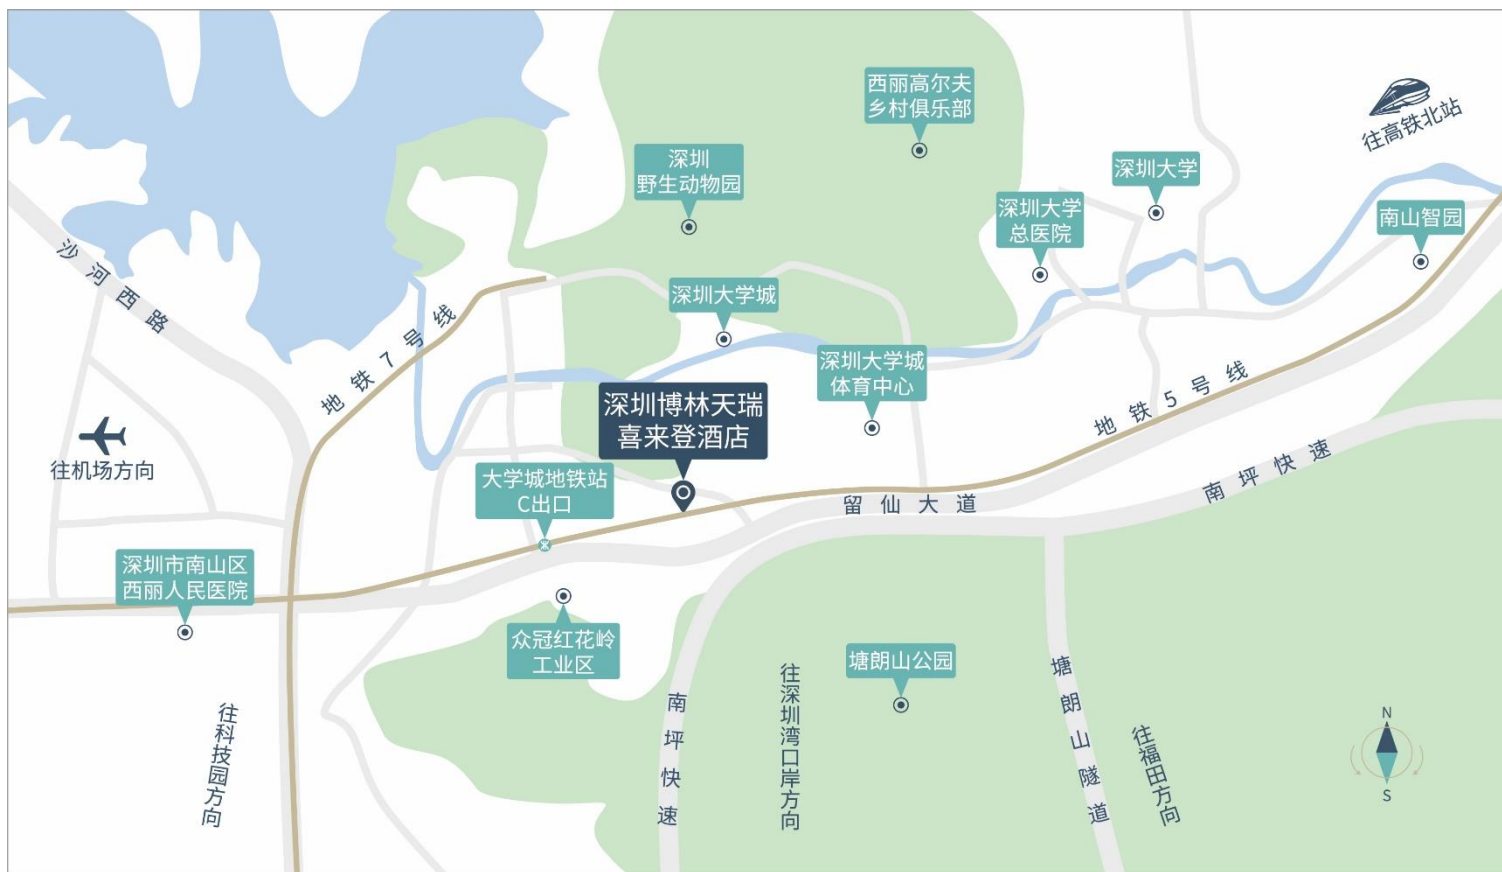 西丽高尔夫
乡村俱乐部
往高铁北站
深圳
野生动物园
深圳大学
深圳大学
总医院
南山智园
沙河西路
深圳大学城
地铁7号线
深圳大学城
体育中心
深圳博林天瑞
喜来登酒店
地铁5号线
往机场方向
大学城地铁站
C出口
留仙大道
南坪快速
深圳市南山区
西丽人民医院
众冠红花岭
工业区
塘朗山公园
往科技园方向
南坪快速
往深圳湾口岸方向
塘朗山隧道
往福田方向
N
S